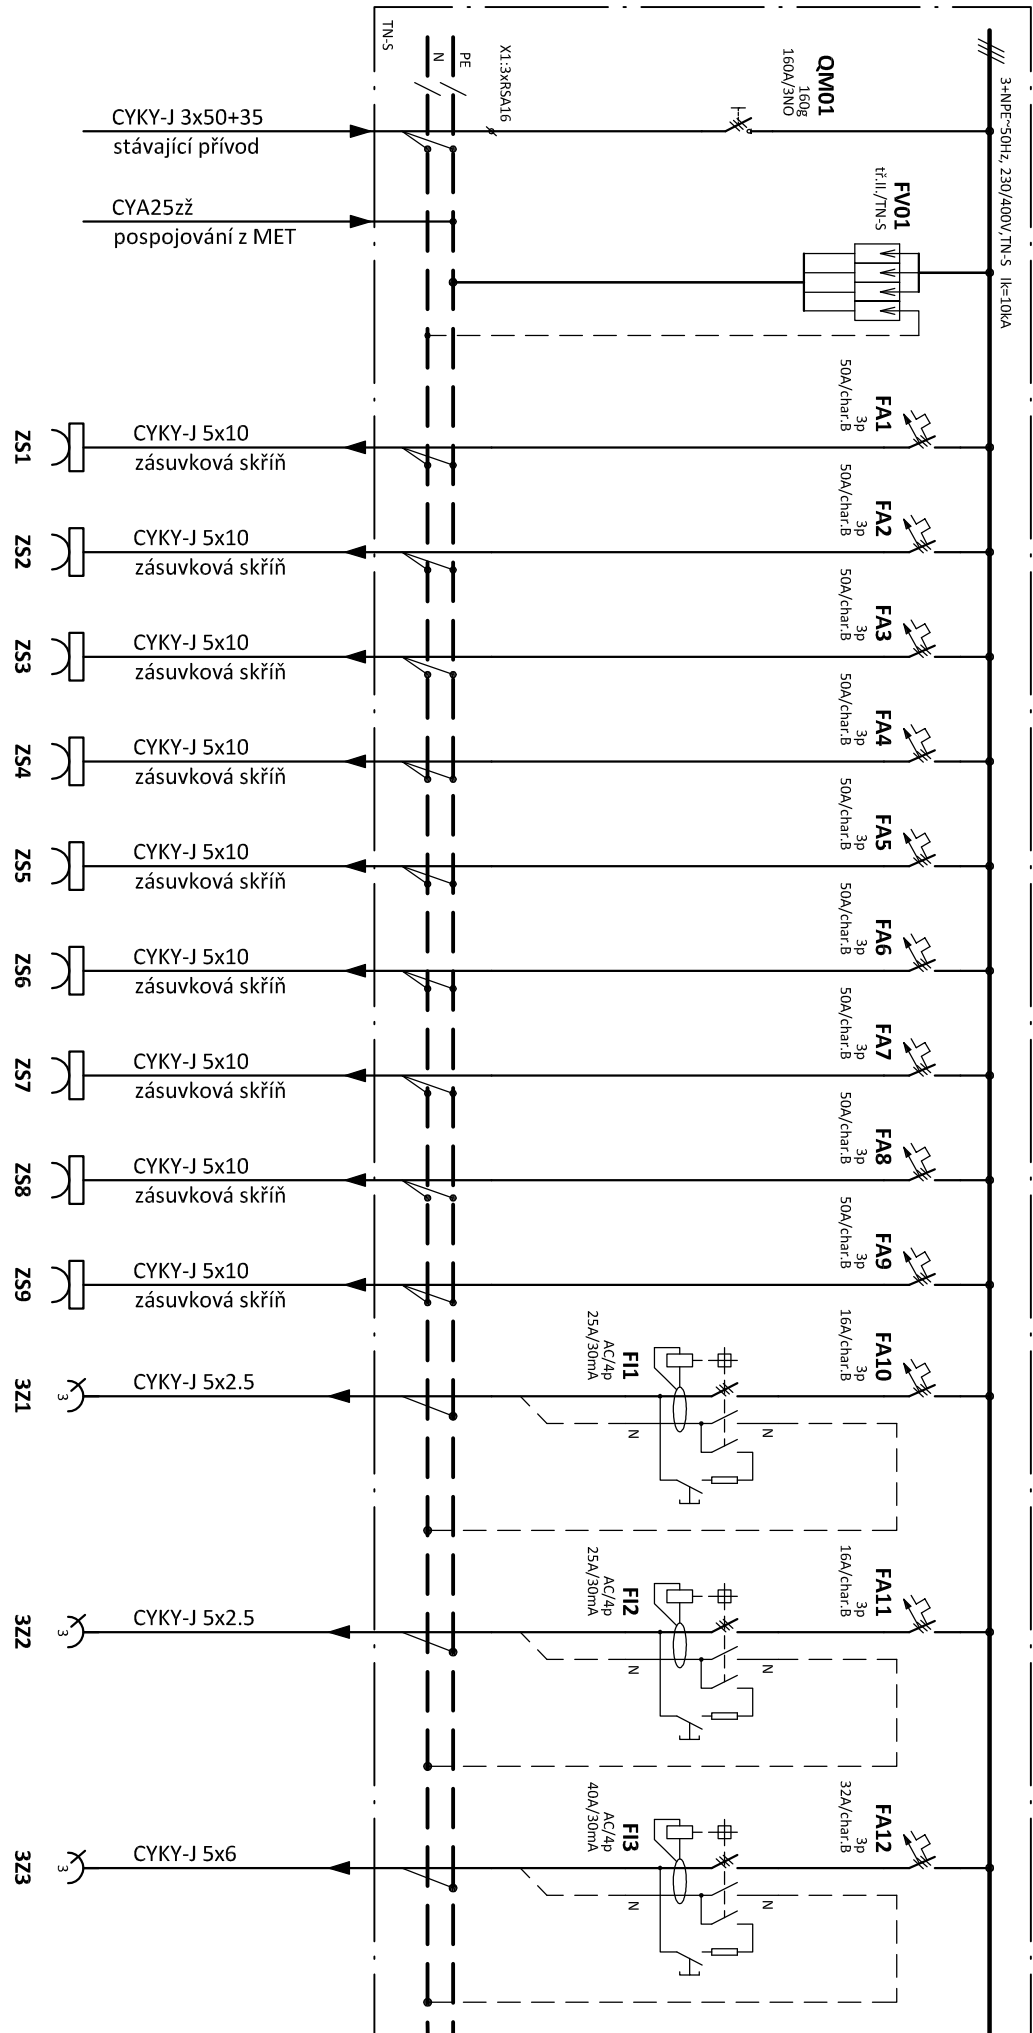 3+NPE~50Hz, 230/400V,TN-S Ik=10kA
TN-S
PE
N
X1:3xRSA16
QM01
160g
160A/3NO
FV01
tř.II./TN-S
CYKY-J 3x50+35
stávající přívod
CYA25zž
pospojování z MET
FA1
3p
50A/char.B
CYKY-J 5x10
zásuvková skříň
ZS1
FA2
3p
50A/char.B
CYKY-J 5x10
zásuvková skříň
ZS2
FA3
3p
50A/char.B
CYKY-J 5x10
zásuvková skříň
ZS3
FA4
3p
50A/char.B
CYKY-J 5x10
zásuvková skříň
ZS4
FA5
3p
50A/char.B
CYKY-J 5x10
zásuvková skříň
ZS5
FA6
3p
50A/char.B
CYKY-J 5x10
zásuvková skříň
ZS6
FA7
3p
50A/char.B
CYKY-J 5x10
zásuvková skříň
ZS7
FA8
3p
50A/char.B
CYKY-J 5x10
zásuvková skříň
ZS8
FA9
3p
50A/char.B
CYKY-J 5x10
zásuvková skříň
ZS9
FA10
3p
16A/char.B
FI1
AC/4p
25A/30mA
N
N
CYKY-J 5x2.5
3
3Z1
FA11
3p
16A/char.B
FI2
AC/4p
25A/30mA
N
N
CYKY-J 5x2.5
3
3Z2
FA12
3p
32A/char.B
FI3
AC/4p
40A/30mA
N
N
CYKY-J 5x6
3
3Z3